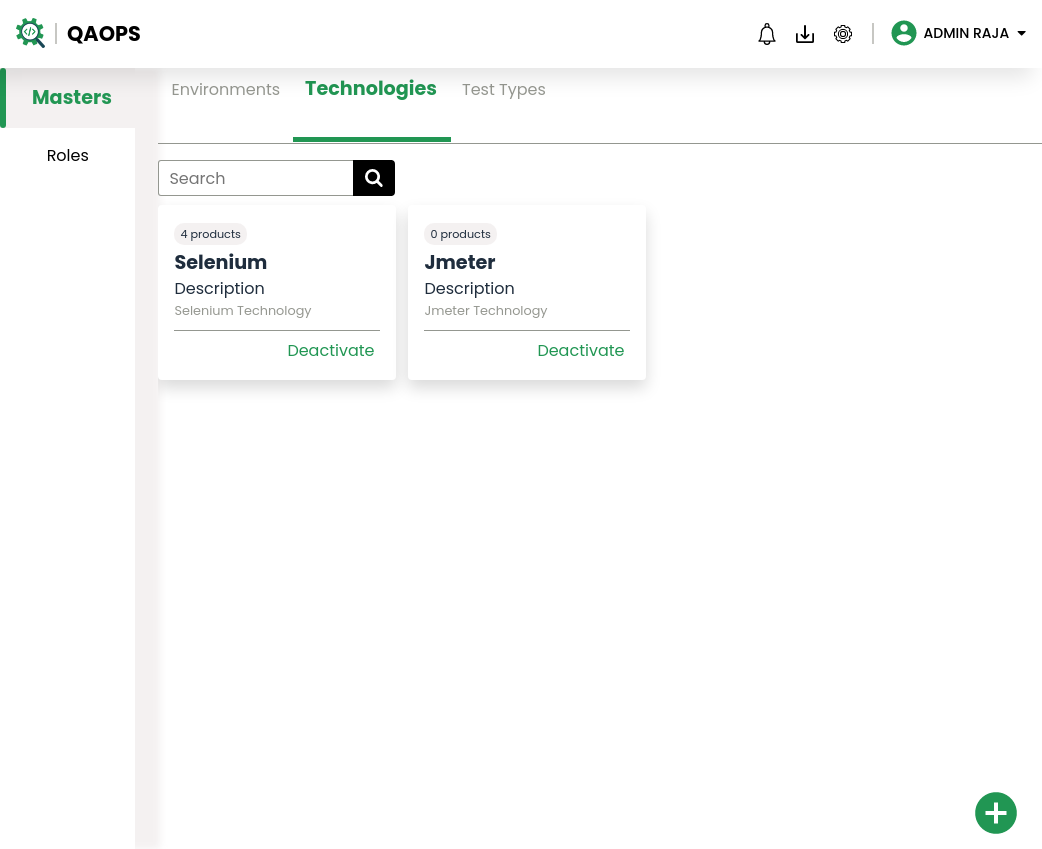 QAOPS
ADMIN RAJA
Masters
Roles
Environments
Technologies
Test Types
Search
4 products
Selenium
Description
Selenium Technology
Deactivate
0 products
Jmeter
Description
Jmeter Technology
Deactivate